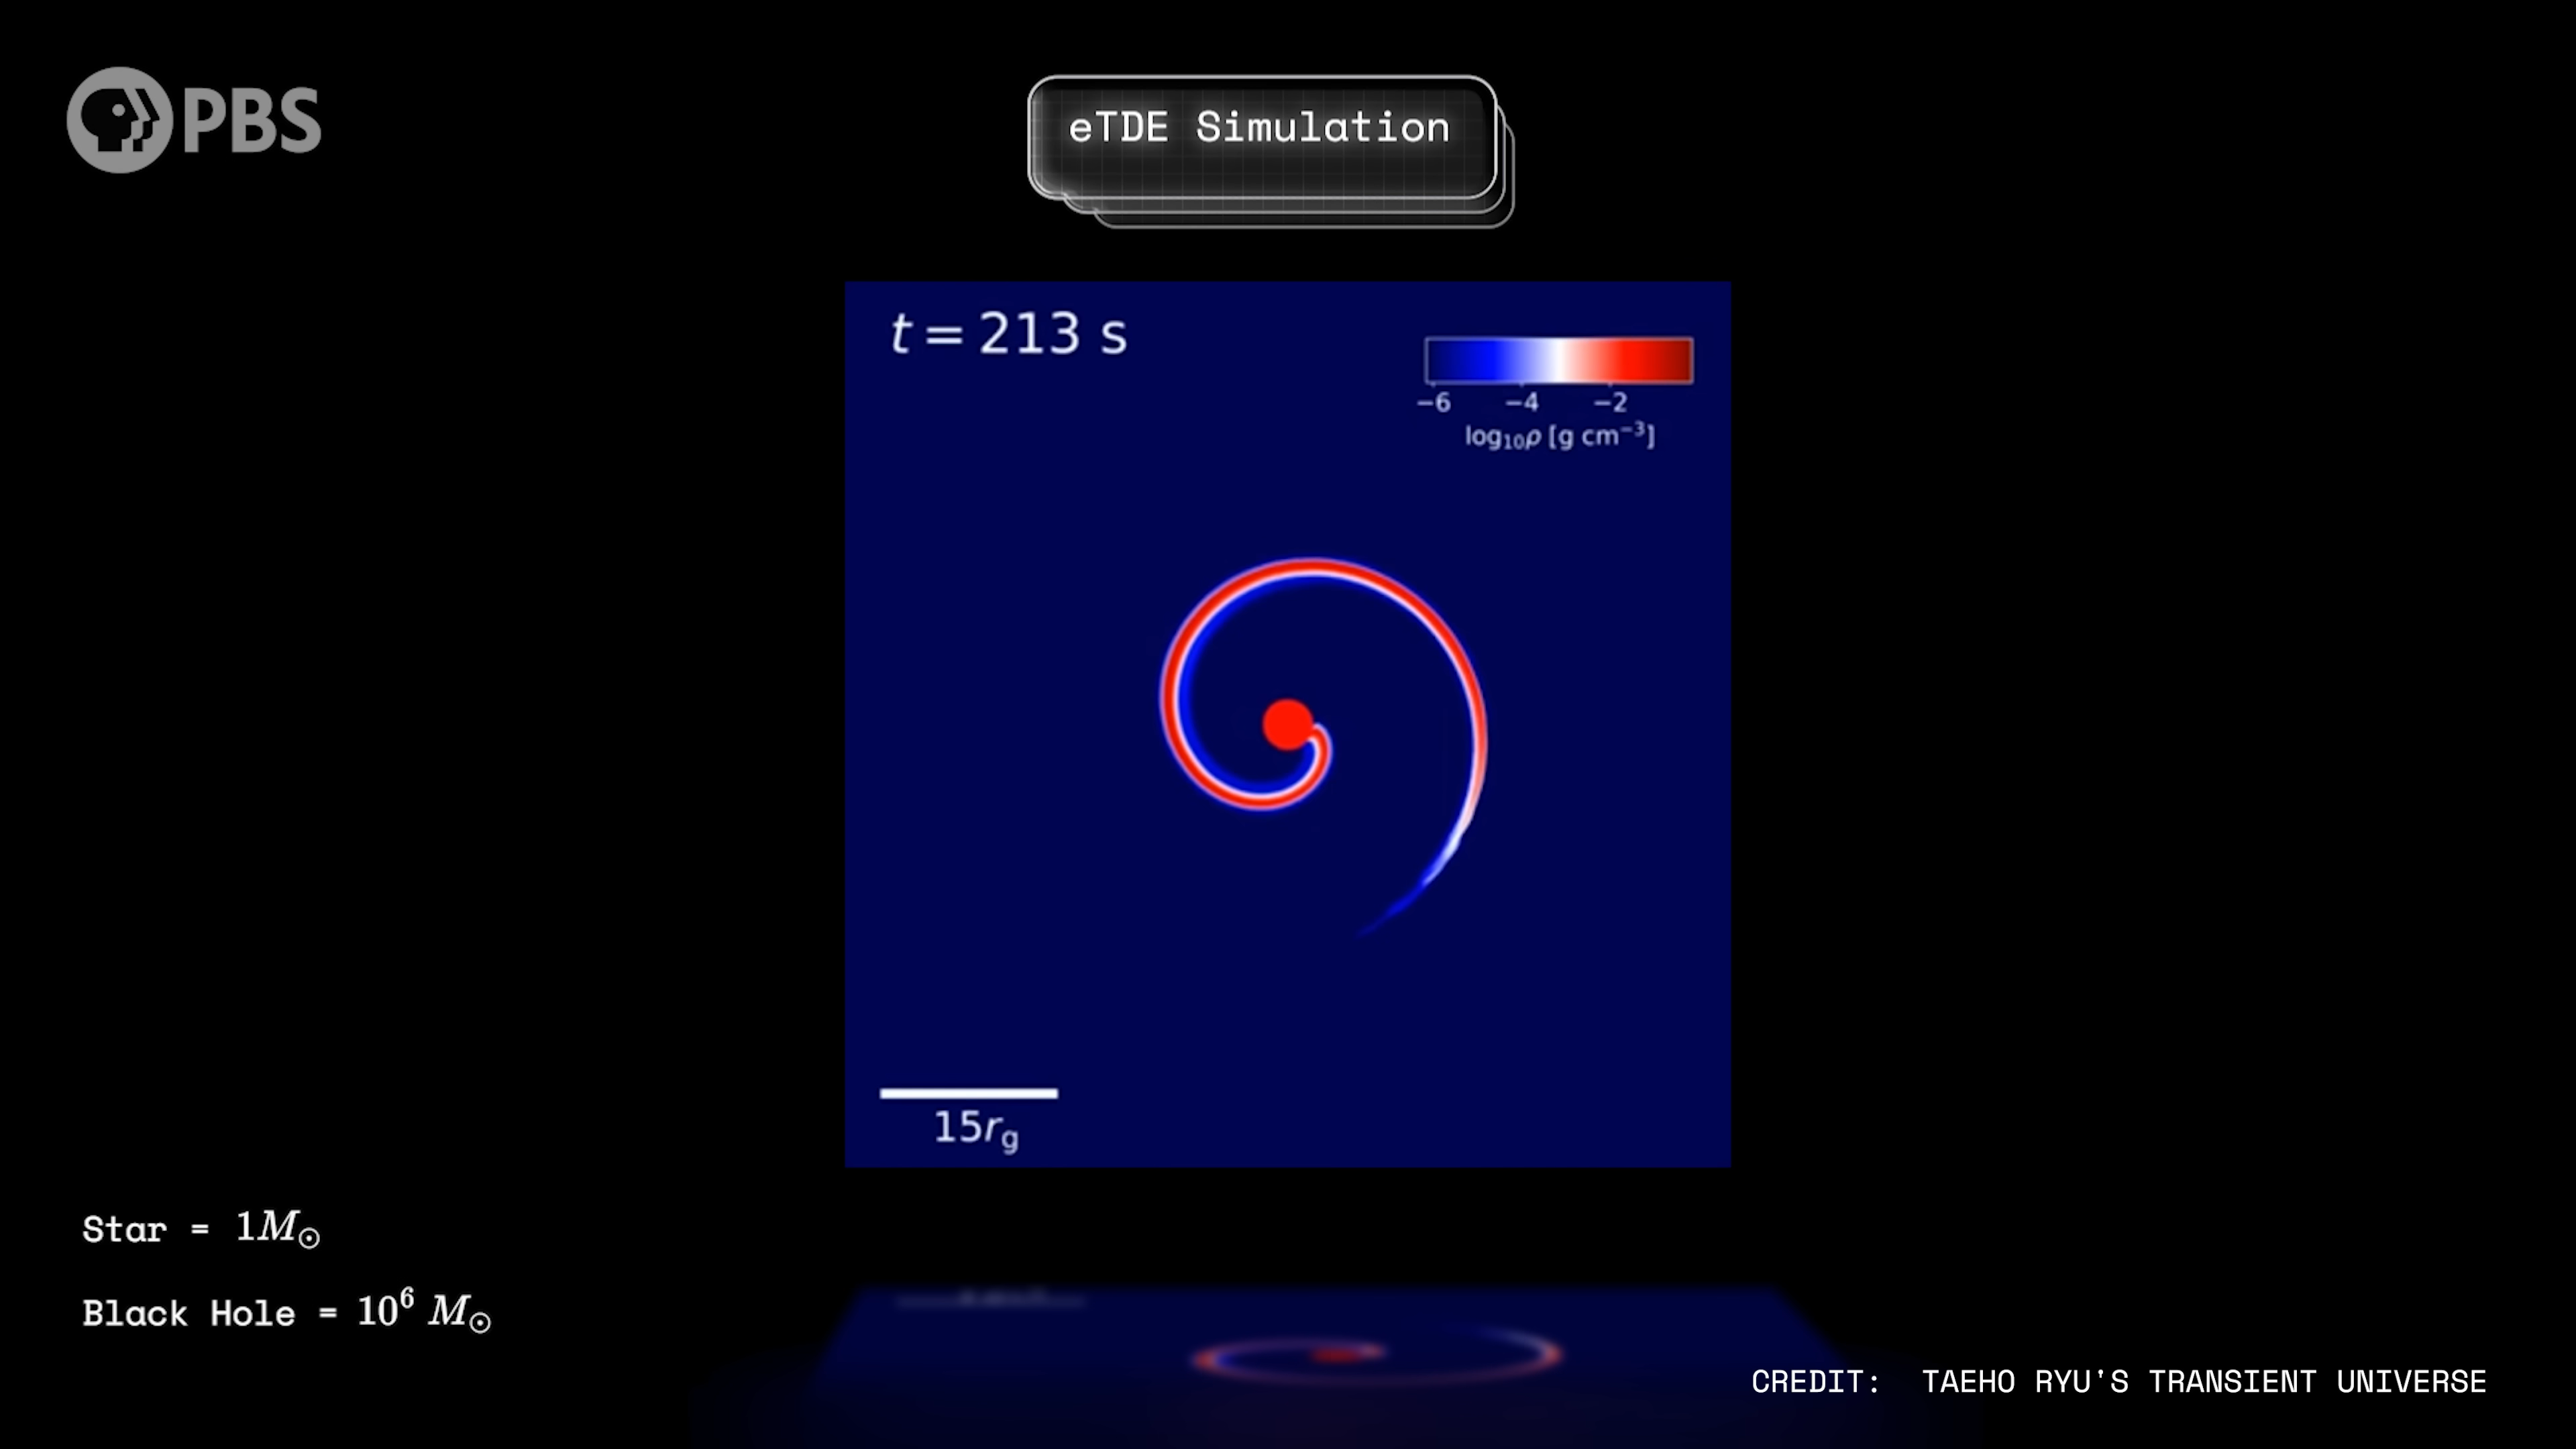 PBS
eTDE Simulation
t = 213 s
−6 −4 −2
log₁₀ρ [g cm⁻³]
15r_g
Star = 1M☉
Black Hole = 10⁶ M☉
CREDIT: TAEHO RYU'S TRANSIENT UNIVERSE